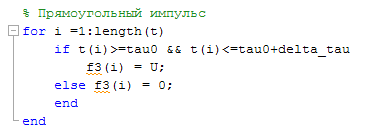 % Прямоугольный импульс
for i =1:length(t)
if t(i)>=tau0 && t(i)<=tau0+delta_tau
f3(i) = U;
else f3(i) = 0;
end
end